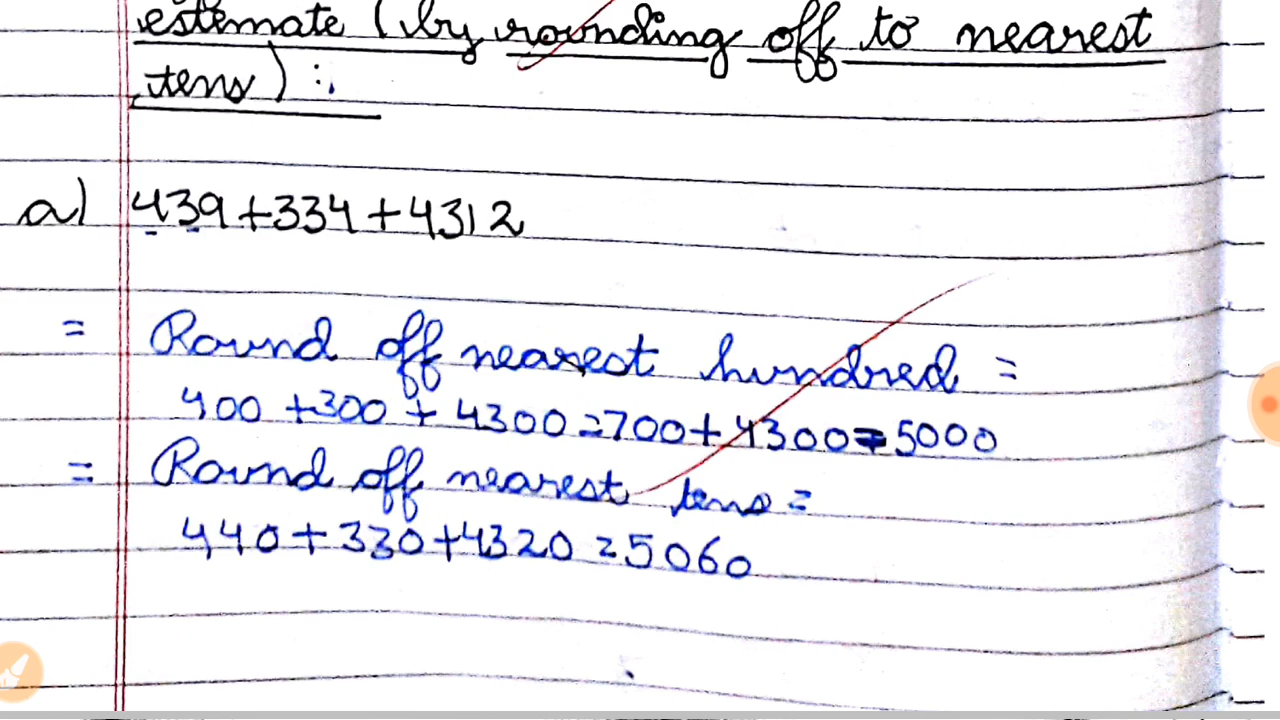 estimate (by rounding off to nearest
tens) :.
a) 439+334+4312
= Round off nearest hundred =
400 +300 + 4300=700+4300=5000
= Round off nearest tens =
440+330+4320=5060